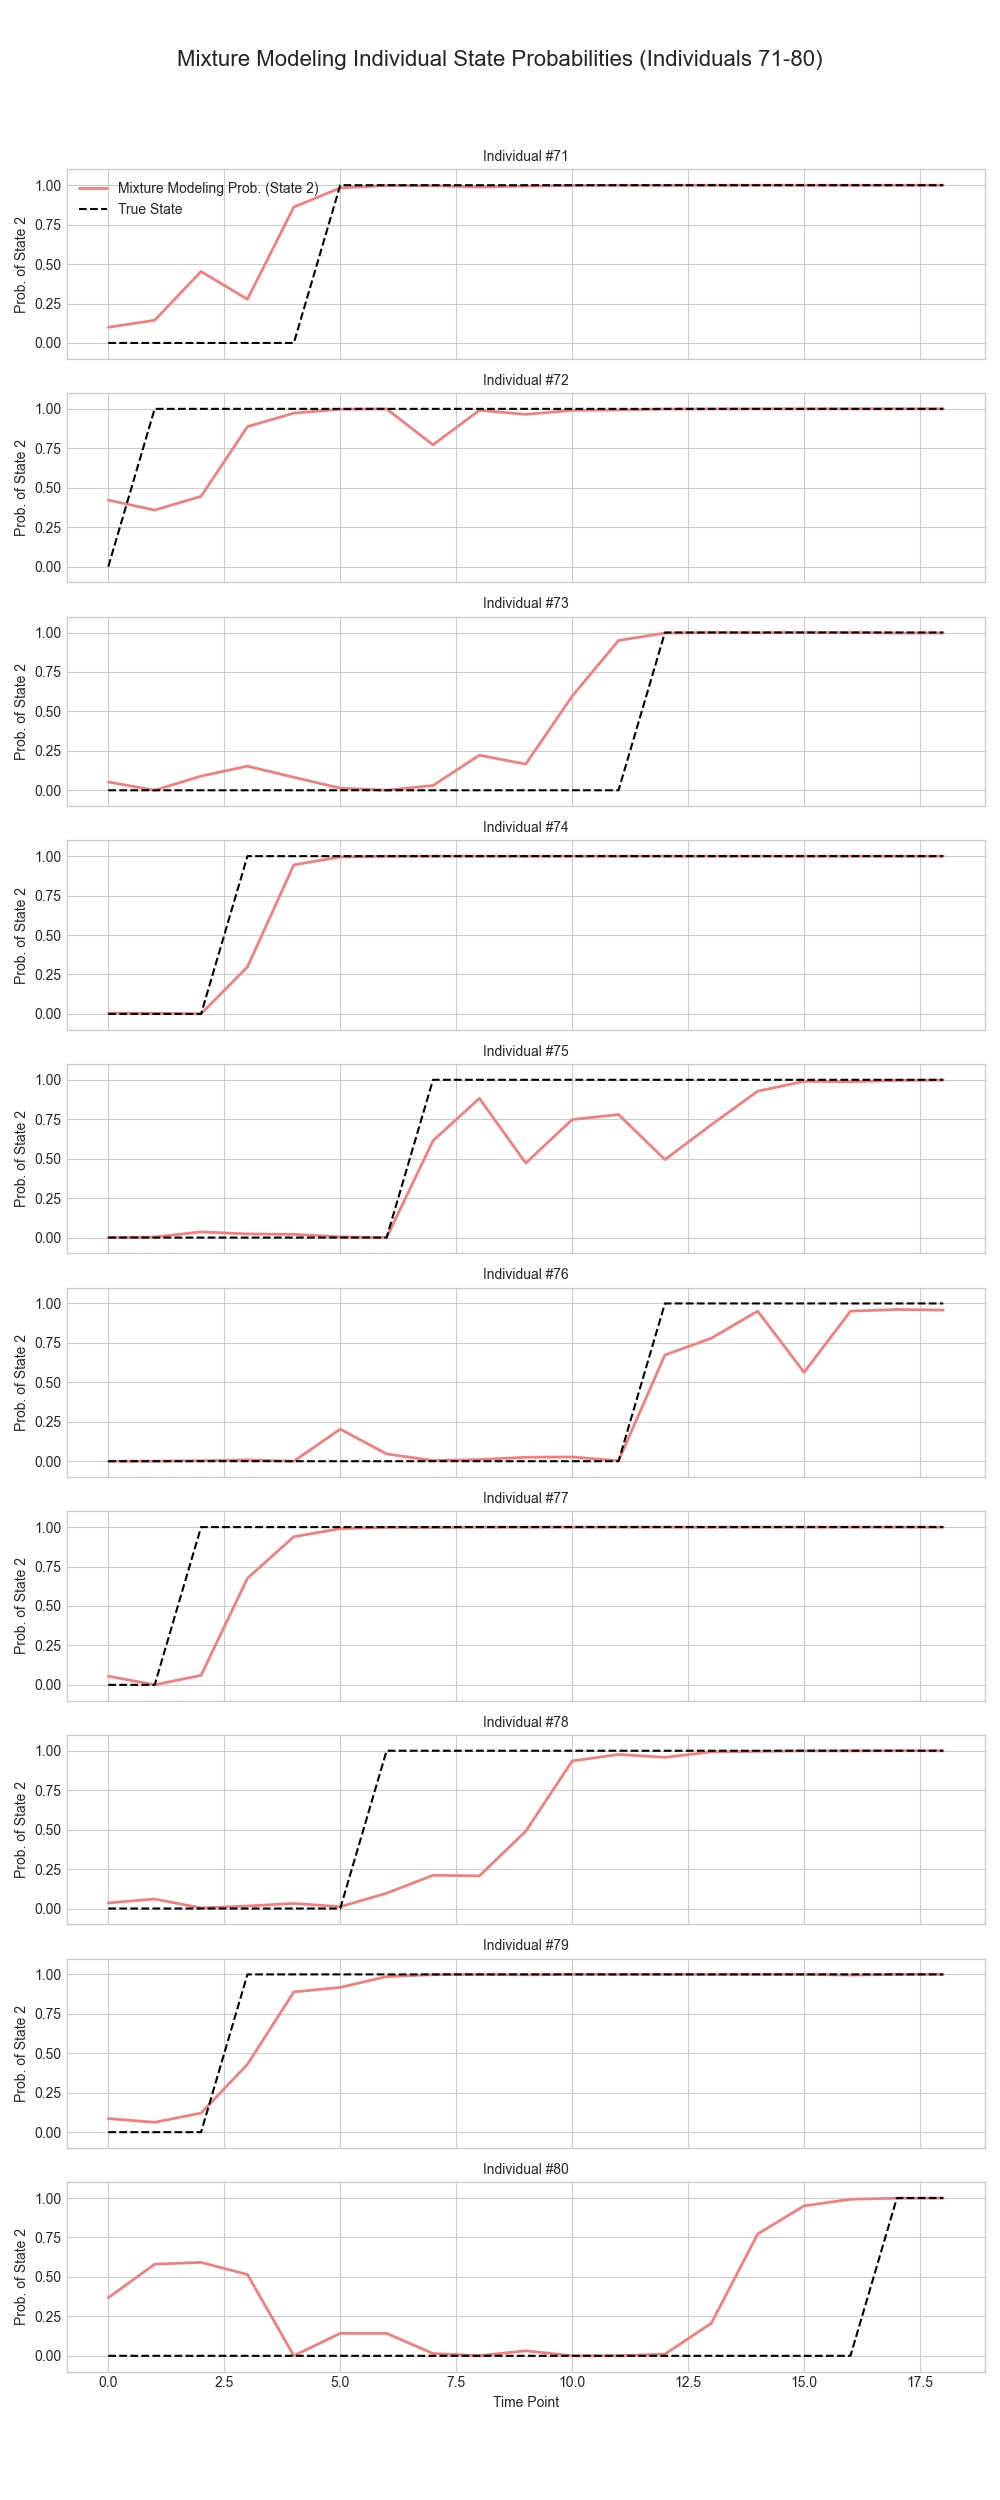 Mixture Modeling Individual State Probabilities (Individuals 71-80)
Individual #71
Mixture Modeling Prob. (State 2)
True State
Prob. of State 2
1.00
0.75
0.50
0.25
0.00
Individual #72
Prob. of State 2
1.00
0.75
0.50
0.25
0.00
Individual #73
Prob. of State 2
1.00
0.75
0.50
0.25
0.00
Individual #74
Prob. of State 2
1.00
0.75
0.50
0.25
0.00
Individual #75
Prob. of State 2
1.00
0.75
0.50
0.25
0.00
Individual #76
Prob. of State 2
1.00
0.75
0.50
0.25
0.00
Individual #77
Prob. of State 2
1.00
0.75
0.50
0.25
0.00
Individual #78
Prob. of State 2
1.00
0.75
0.50
0.25
0.00
Individual #79
Prob. of State 2
1.00
0.75
0.50
0.25
0.00
Individual #80
Prob. of State 2
1.00
0.75
0.50
0.25
0.00
0.0 2.5 5.0 7.5 10.0 12.5 15.0 17.5
Time Point